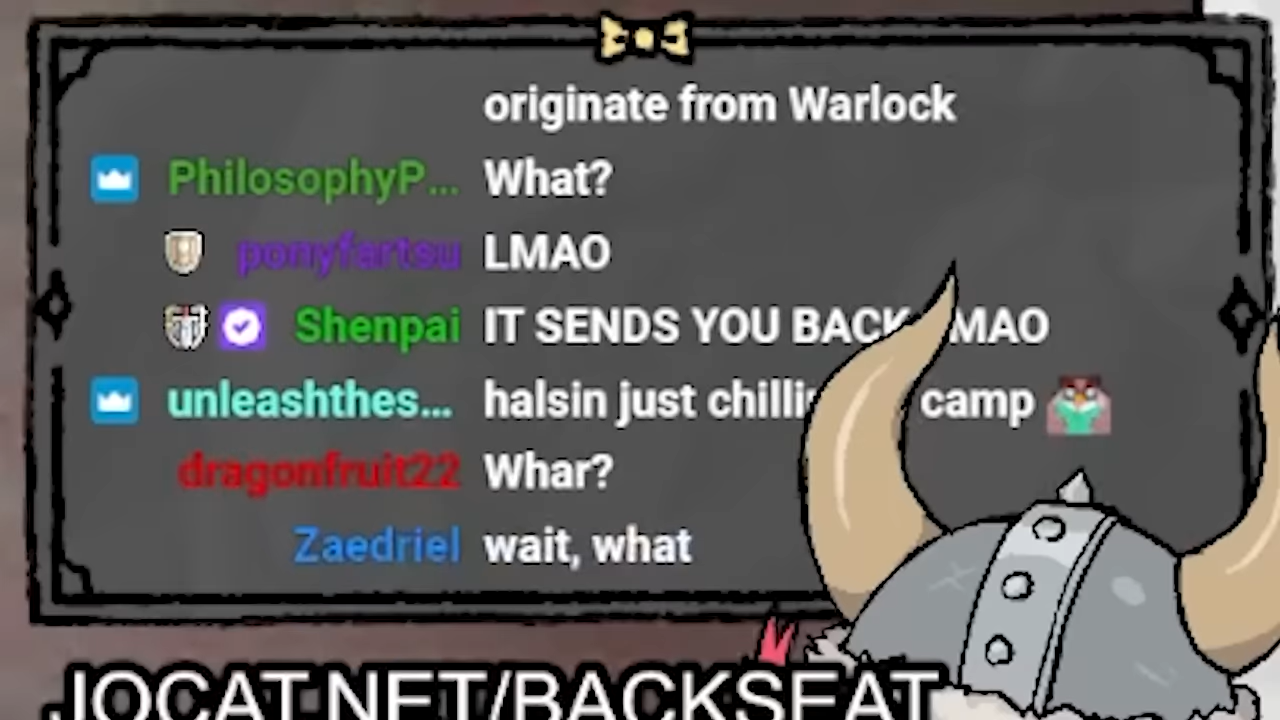 originate from Warlock
PhilosophyP... What?
ponyfartsu LMAO
Shenpai IT SENDS YOU BACK MAO
unleashthes... halsin just camp
dragonfruit22 Whar?
Zaedriel wait, what
JOCAT.NET/BACKSEAT